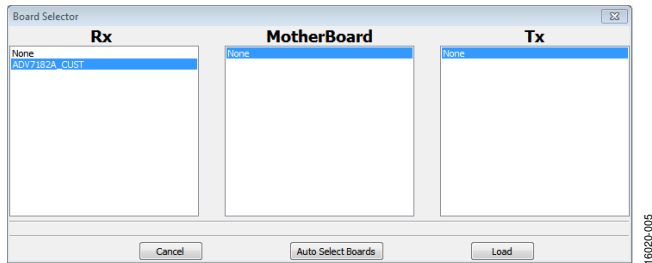 Board Selector
Rx
MotherBoard
Tx
None
ADV7182A_CUST
None
None
Cancel
Auto Select Boards
Load
16020-005